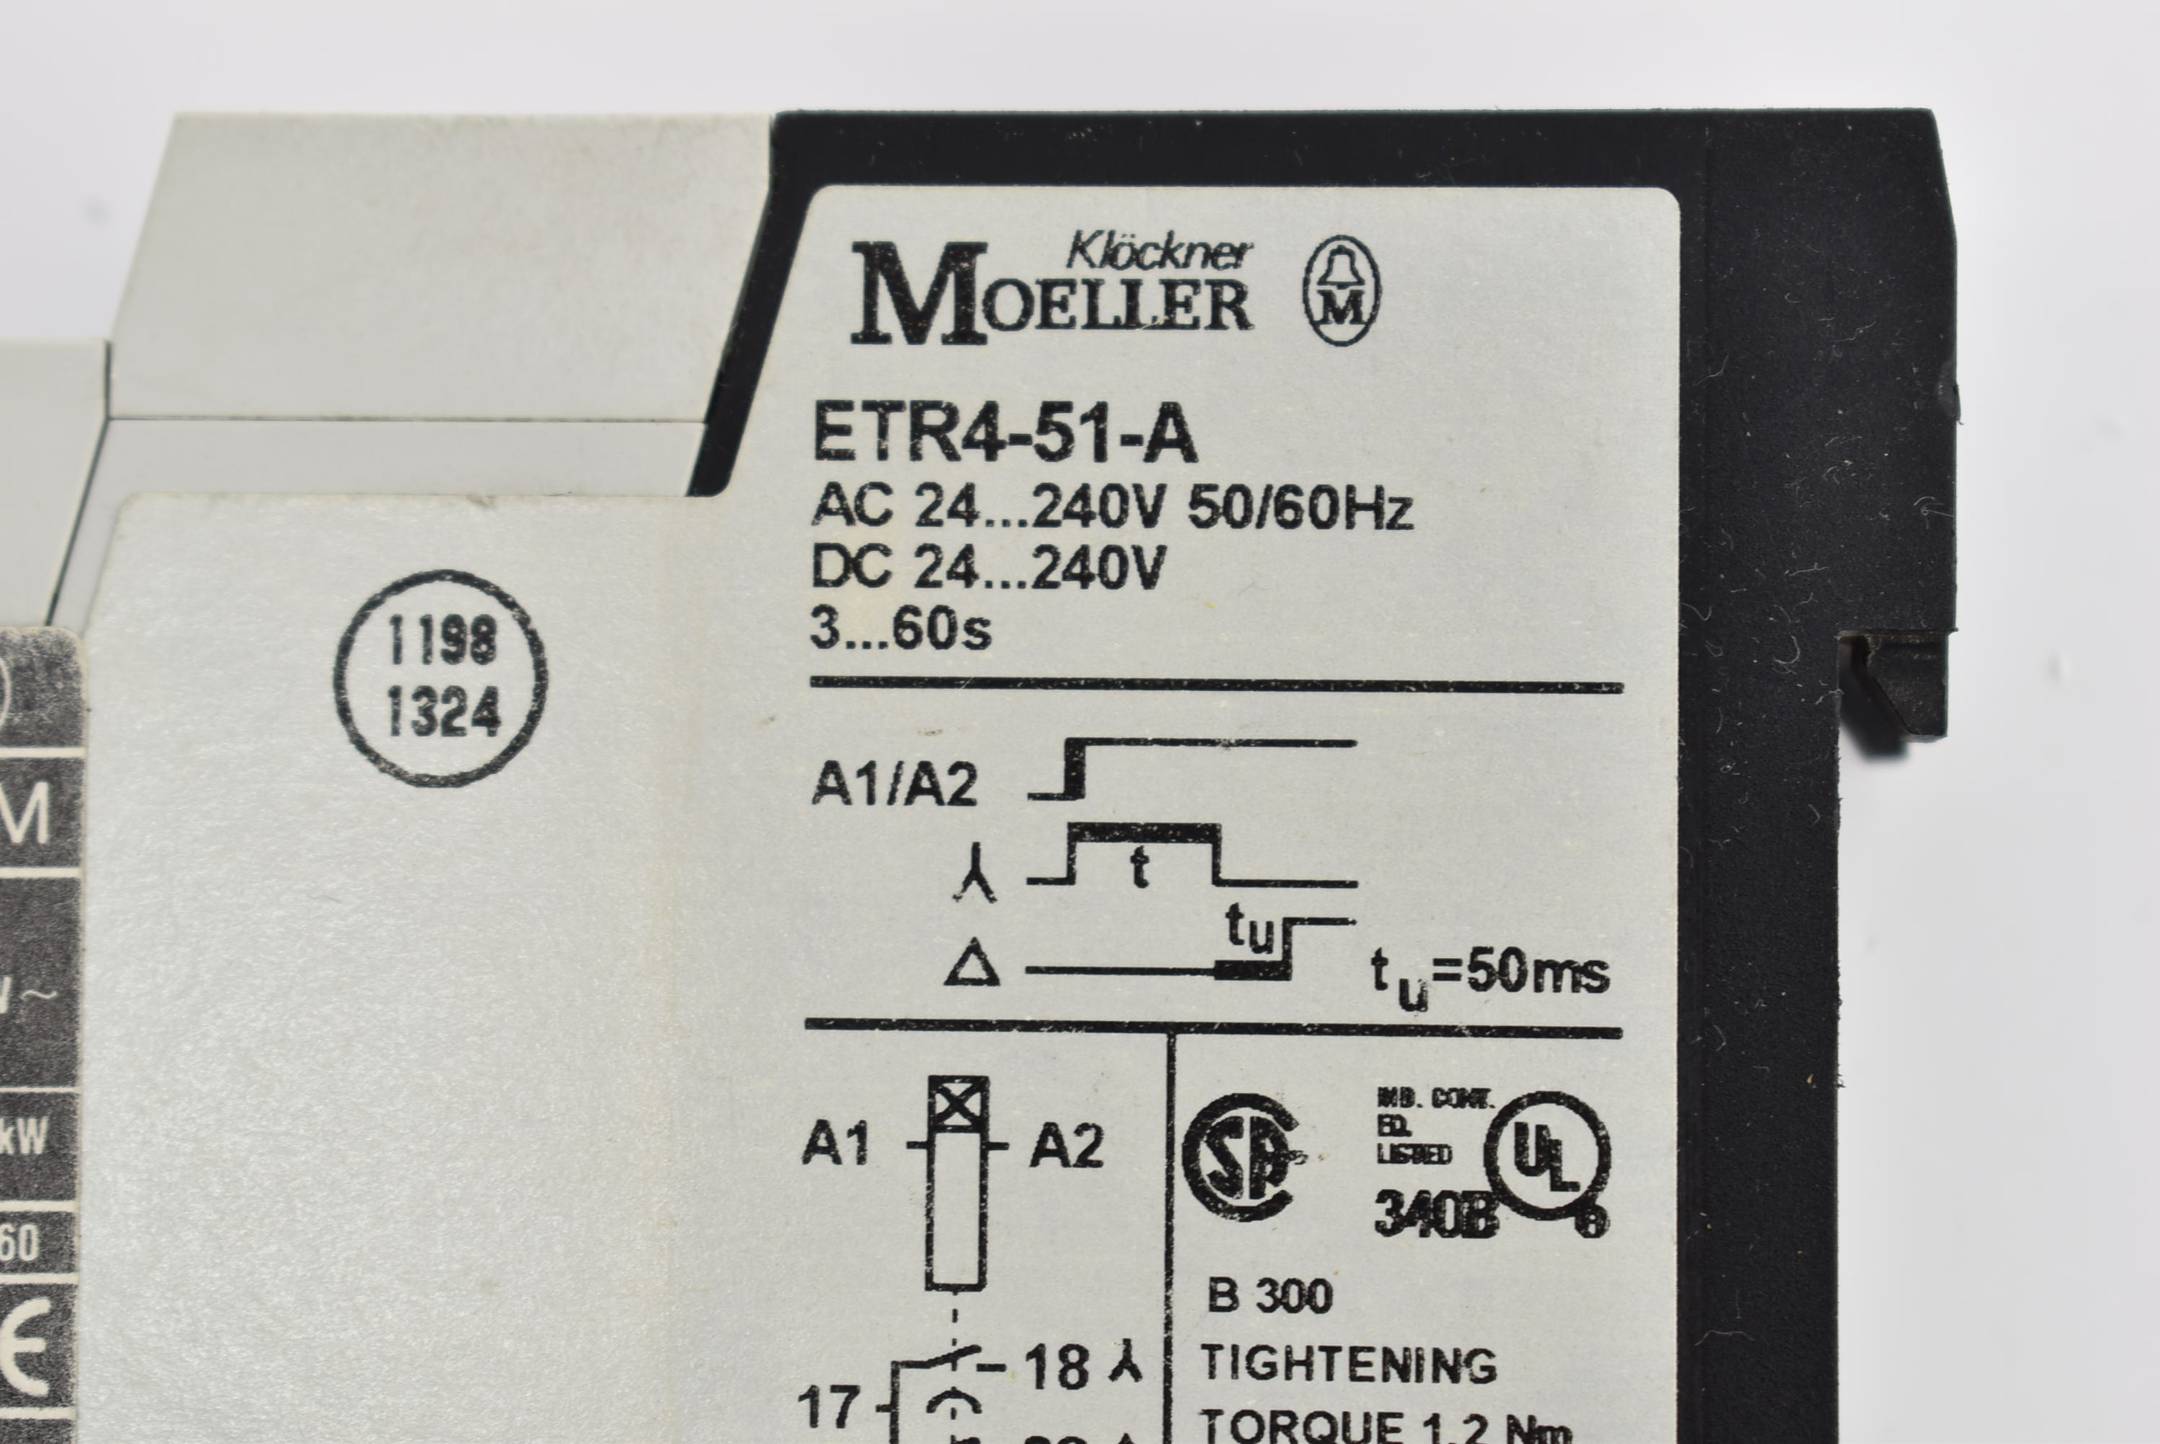 Klöckner
MOELLER
M
ETR4-51-A
AC 24...240V 50/60Hz
DC 24...240V
3...60s
1198
1324
A1/A2
t
tu
tu=50ms
A1
A2
17
18
IND. CONT.
EQ.
LISTED
340B
UL
®
B 300
TIGHTENING
TORQUE 1,2 Nm
M
kW
60
CE